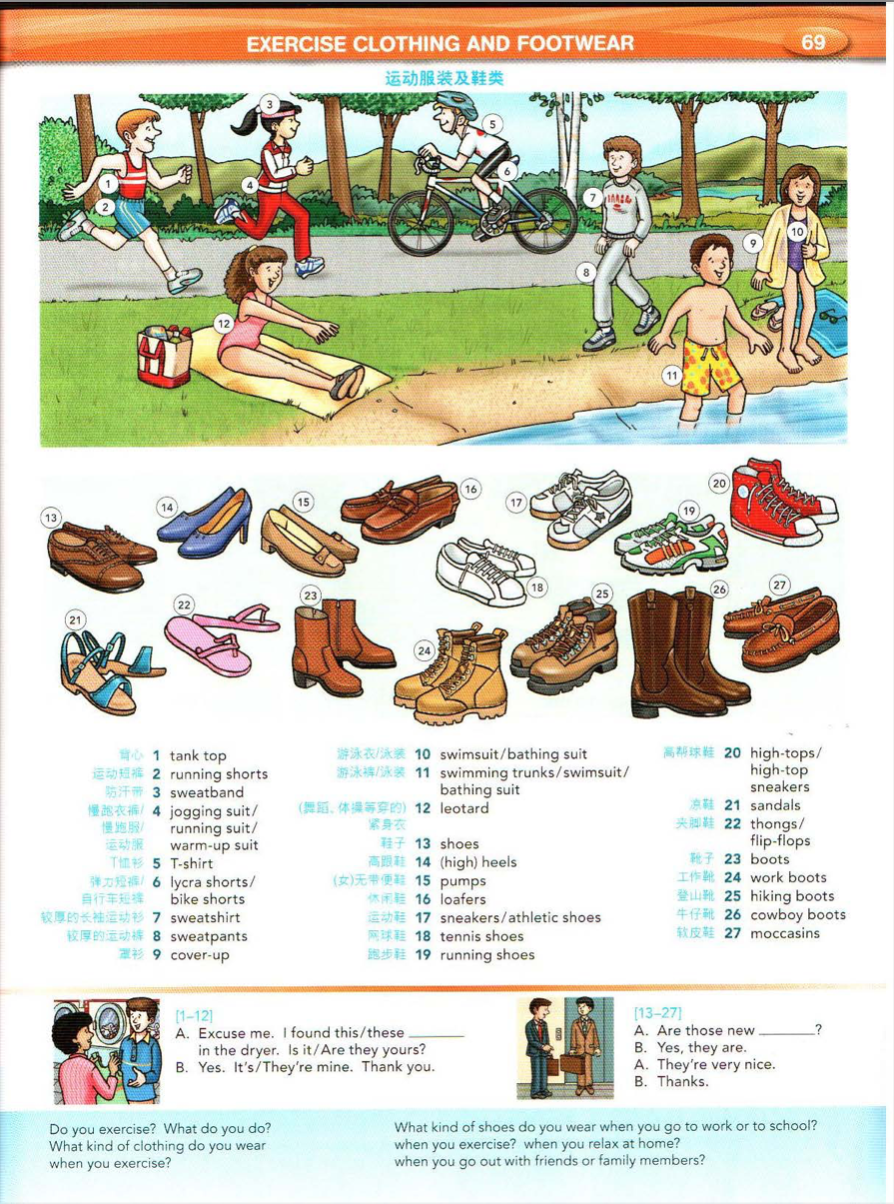 EXERCISE CLOTHING AND FOOTWEAR
69
运动服装及鞋类
3
5
1
4
6
2
7
10
9
8
12
11
13
14
15
16
17
18
19
20
21
22
23
24
25
26
27
背心 1 tank top
运动短裤 2 running shorts
防汗带 3 sweatband
慢跑衣裤/ 4 jogging suit/
慢跑服/ running suit/
运动服 warm-up suit
T恤衫 5 T-shirt
弹力短裤/ 6 lycra shorts/
自行车短裤 bike shorts
较厚的长袖运动衫 7 sweatshirt
较厚的运动裤 8 sweatpants
罩衫 9 cover-up
游泳衣/泳装 10 swimsuit/bathing suit
游泳裤/泳装 11 swimming trunks/swimsuit/
bathing suit
(舞蹈、体操等穿的) 12 leotard
紧身衣
鞋子 13 shoes
高跟鞋 14 (high) heels
(女)无带便鞋 15 pumps
休闲鞋 16 loafers
运动鞋 17 sneakers/athletic shoes
网球鞋 18 tennis shoes
跑步鞋 19 running shoes
高帮球鞋 20 high-tops/
high-top
sneakers
凉鞋 21 sandals
夹脚鞋 22 thongs/
flip-flops
靴子 23 boots
工作靴 24 work boots
登山靴 25 hiking boots
牛仔靴 26 cowboy boots
软皮鞋 27 moccasins
[1–12]
A. Excuse me. I found this/these ________
in the dryer. Is it/Are they yours?
B. Yes. It's/They're mine. Thank you.
[13–27]
A. Are those new ________?
B. Yes, they are.
A. They're very nice.
B. Thanks.
Do you exercise? What do you do?
What kind of clothing do you wear
when you exercise?
What kind of shoes do you wear when you go to work or to school?
when you exercise? when you relax at home?
when you go out with friends or family members?